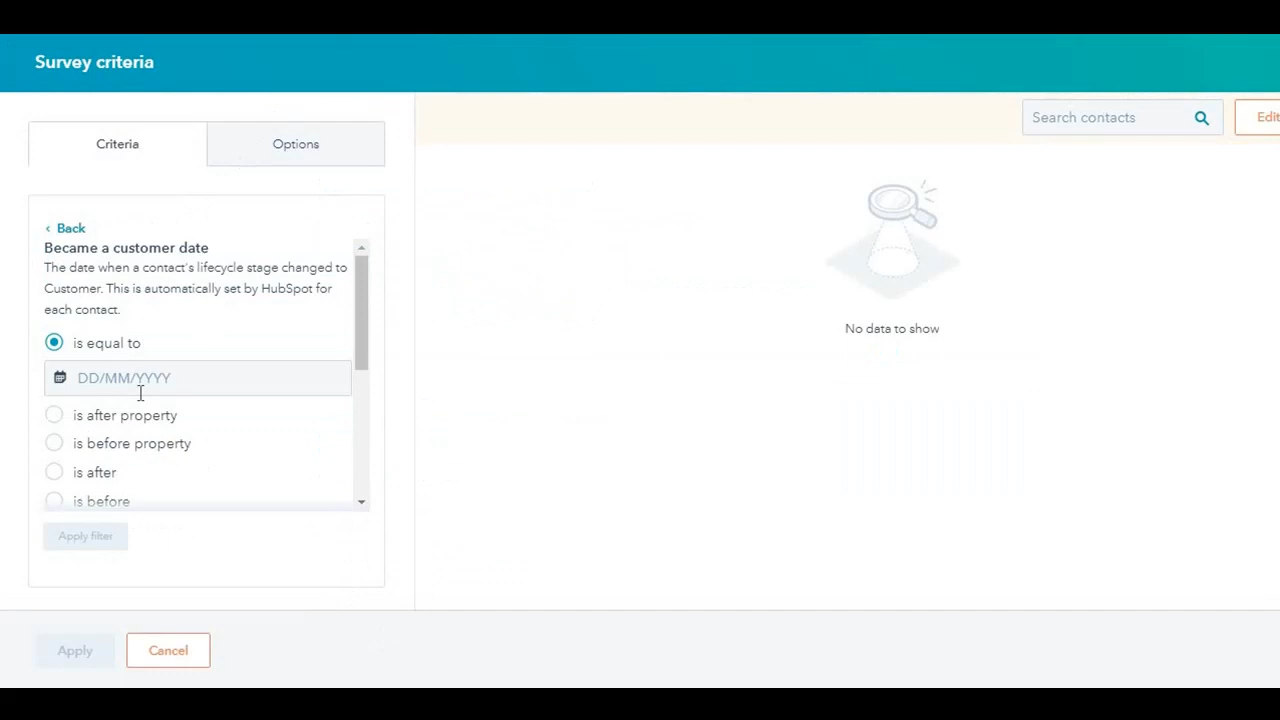 Survey criteria
Criteria
Options
Search contacts
Edit
‹ Back
Became a customer date
The date when a contact's lifecycle stage changed to
Customer. This is automatically set by HubSpot for
each contact.
is equal to
DD/MM/YYYY
is after property
is before property
is after
is before
Apply filter
No data to show
Apply
Cancel